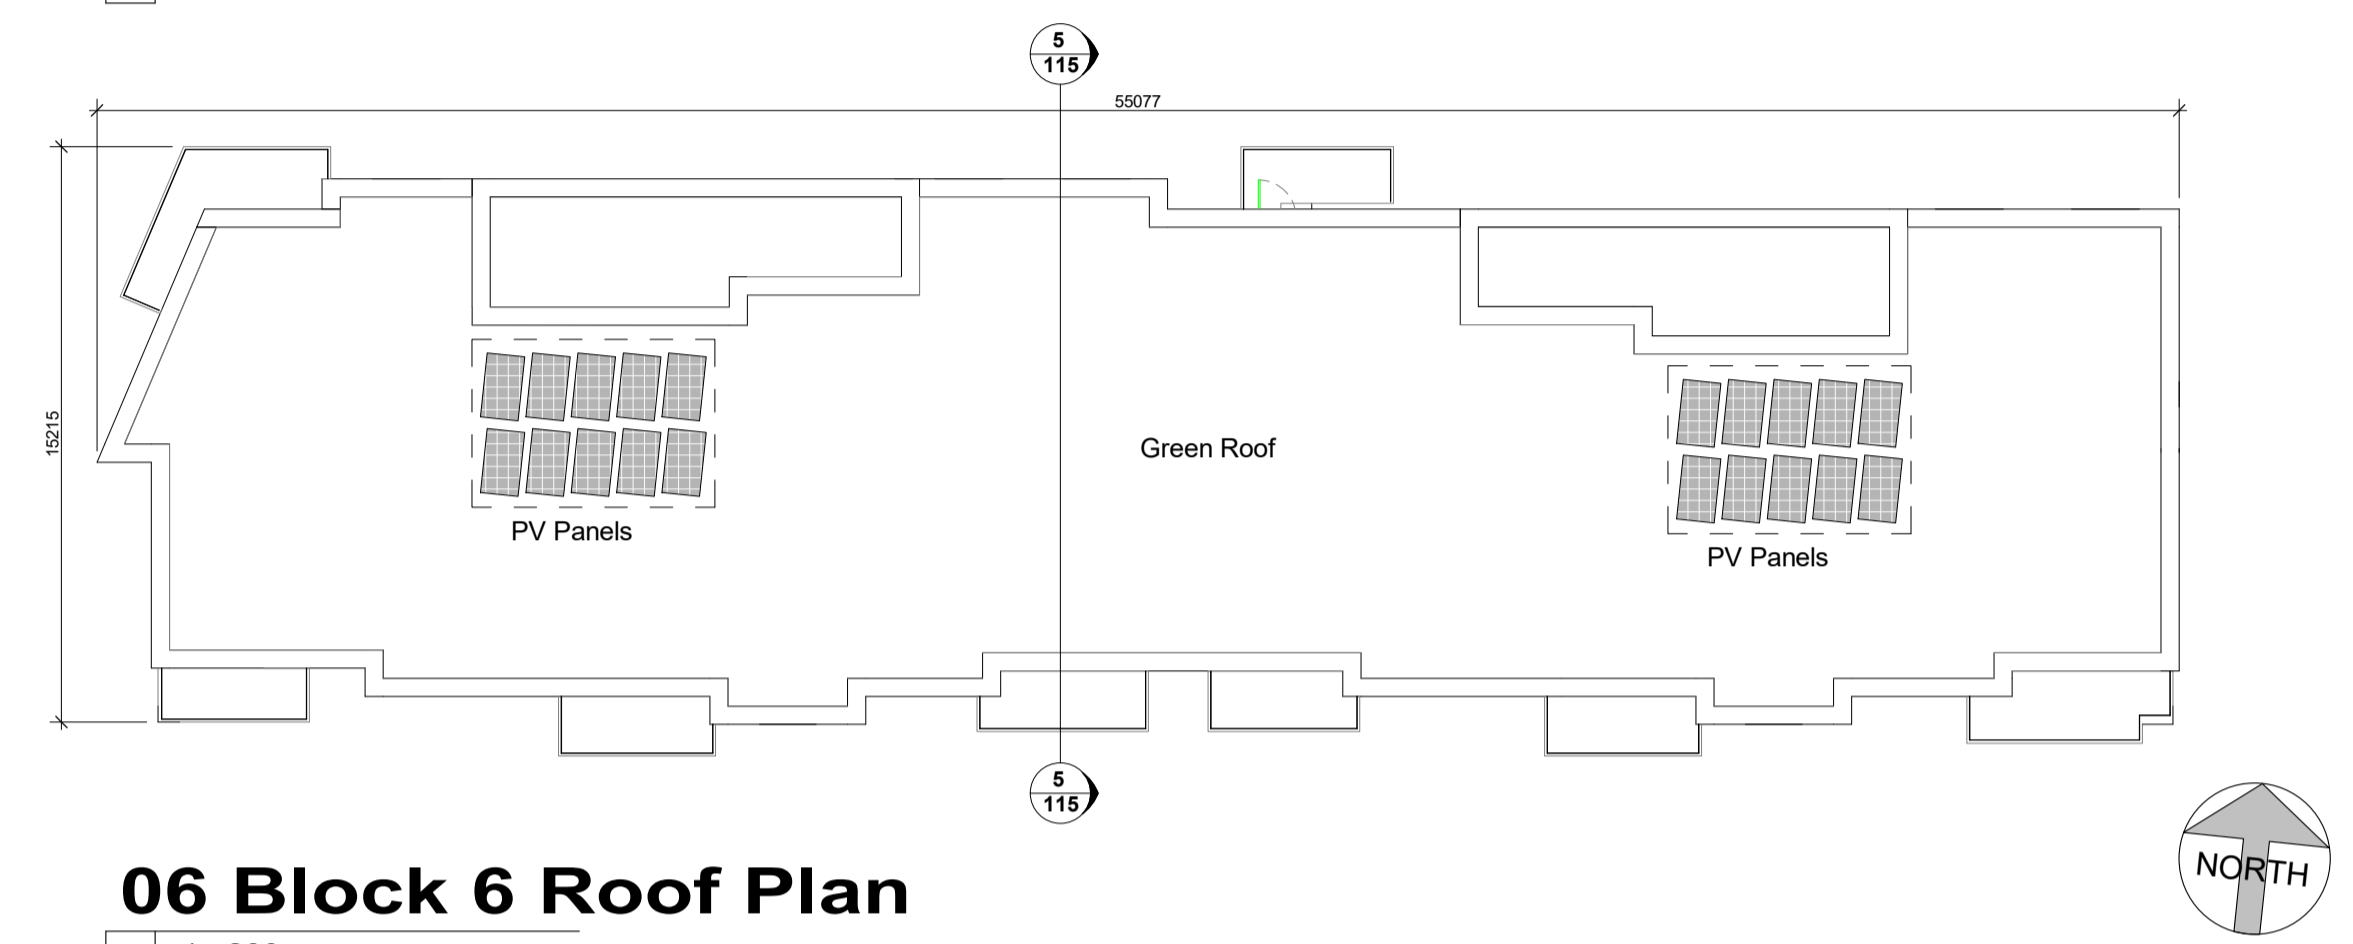 5
115
55077
15215
Green Roof
PV Panels
PV Panels
5
115
NORTH
06 Block 6 Roof Plan